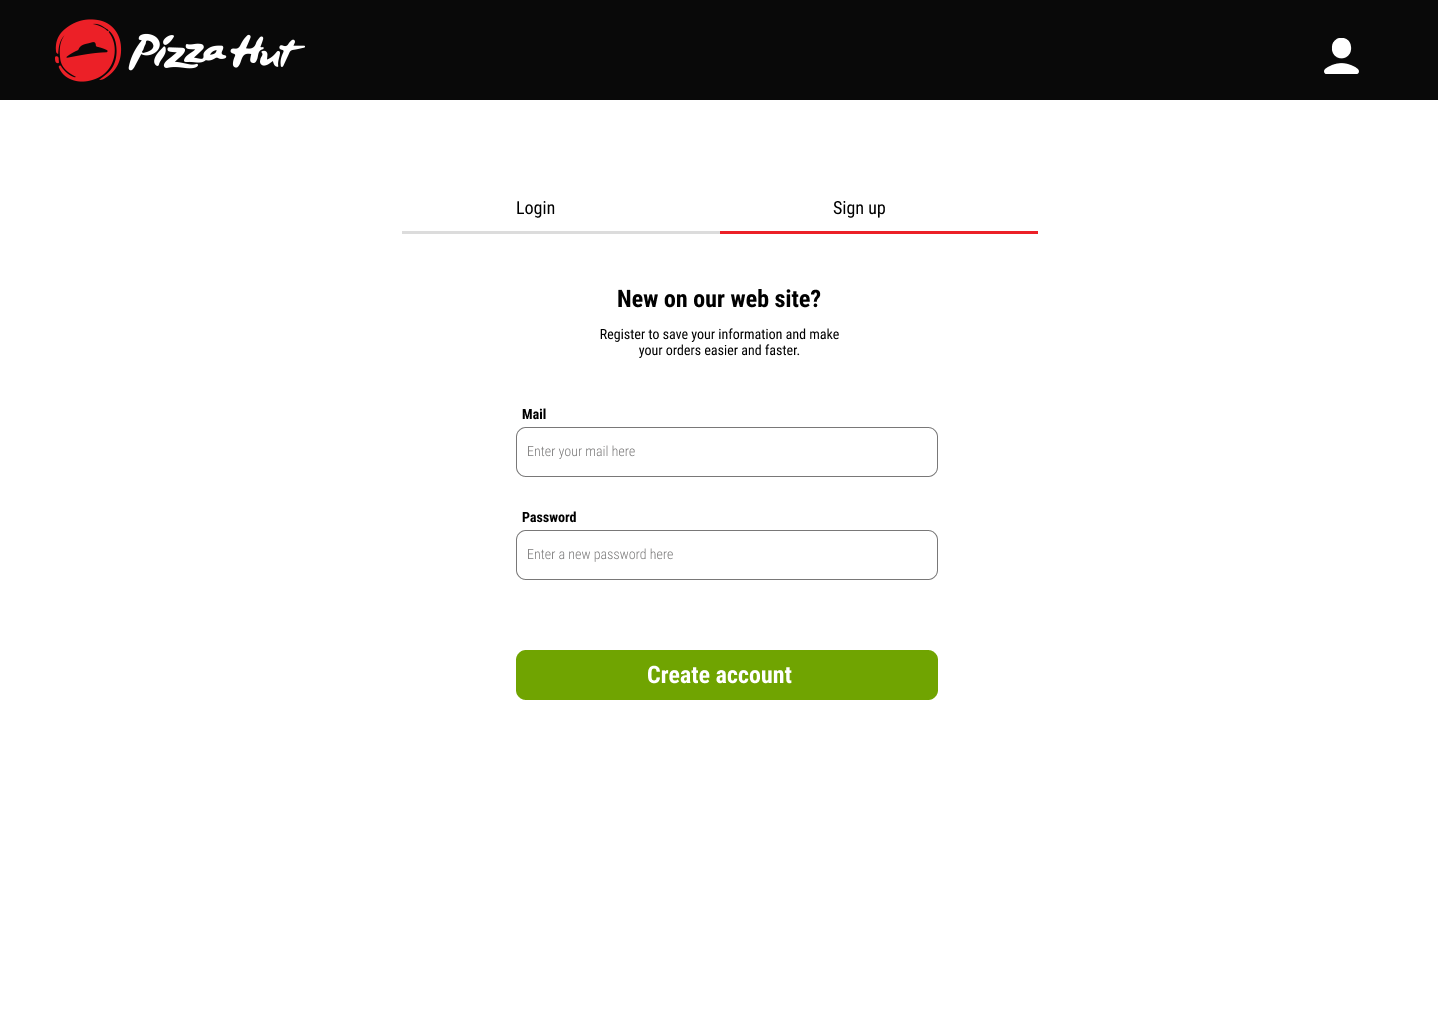 Pizza Hut
Login
Sign up
New on our web site?
Register to save your information and make
your orders easier and faster.
Mail
Enter your mail here
Password
Enter a new password here
Create account